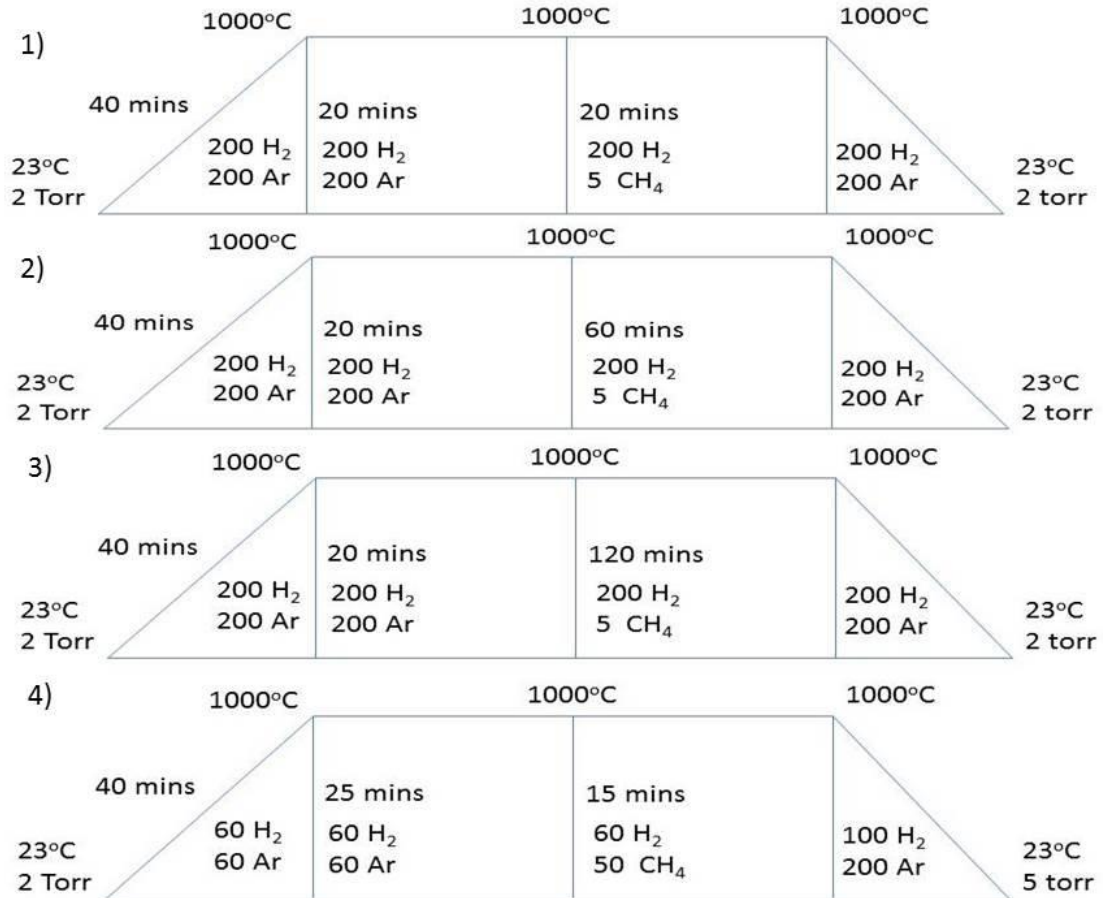 1000°C 1000°C 1000°C
1)
40 mins 20 mins 20 mins
200 H₂ 200 H₂ 200 H₂ 200 H₂
23°C 200 Ar 200 Ar 5 CH₄ 200 Ar 23°C
2 Torr 2 torr
1000°C 1000°C 1000°C
2)
40 mins 20 mins 60 mins
200 H₂ 200 H₂ 200 H₂ 200 H₂
23°C 200 Ar 200 Ar 5 CH₄ 200 Ar 23°C
2 Torr 2 torr
1000°C 1000°C 1000°C
3)
40 mins 20 mins 120 mins
200 H₂ 200 H₂ 200 H₂ 200 H₂
23°C 200 Ar 200 Ar 5 CH₄ 200 Ar 23°C
2 Torr 2 torr
4)
1000°C 1000°C 1000°C
40 mins 25 mins 15 mins
60 H₂ 60 H₂ 60 H₂ 100 H₂
23°C 60 Ar 60 Ar 50 CH₄ 200 Ar 23°C
2 Torr 5 torr